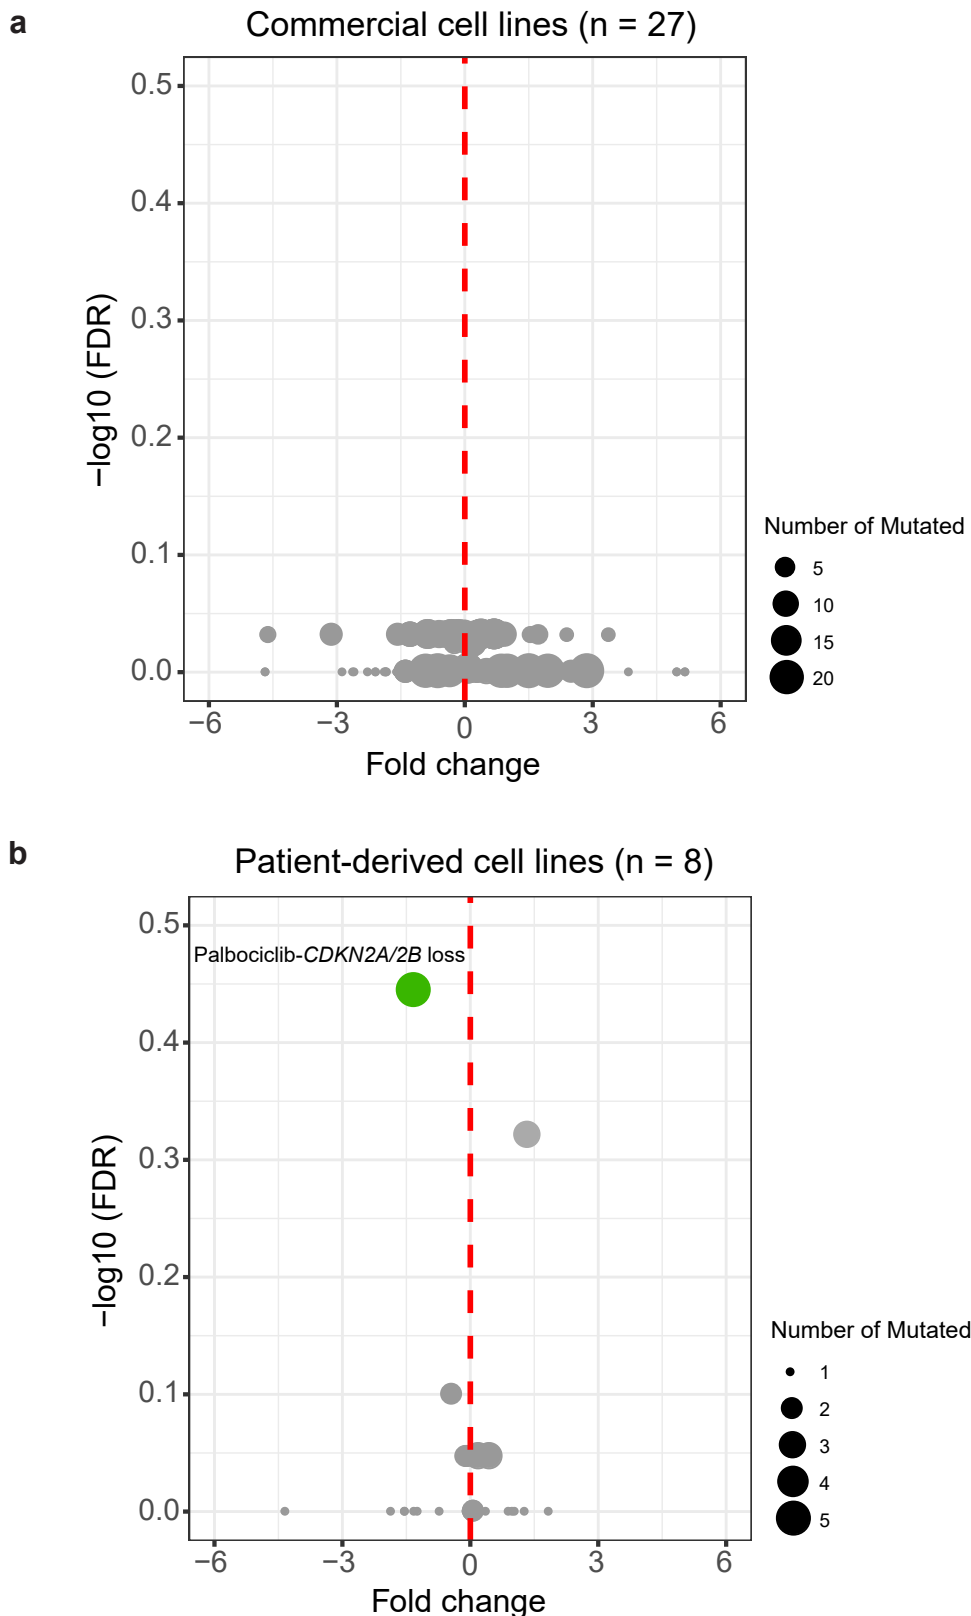 a
Commercial cell lines (n = 27)
0.5
0.4
0.3
0.2
0.1
0.0
−log10 (FDR)
−6 −3 0 3 6
Fold change
Number of Mutated
5
10
15
20
b
Patient-derived cell lines (n = 8)
Palbociclib-CDKN2A/2B loss
0.5
0.4
0.3
0.2
0.1
0.0
−log10 (FDR)
−6 −3 0 3 6
Fold change
Number of Mutated
1
2
3
4
5